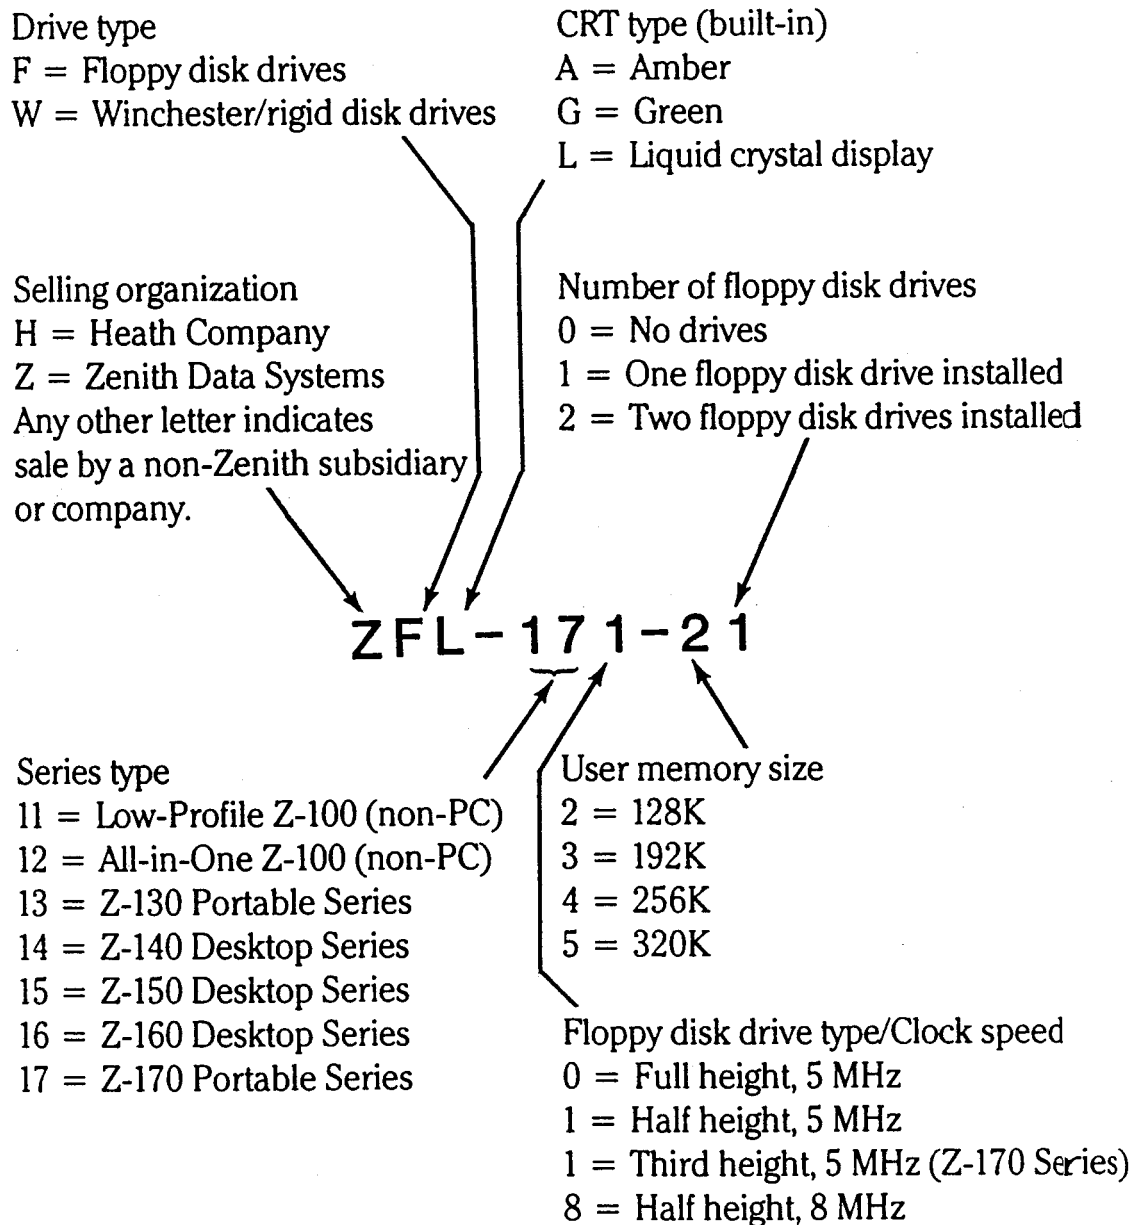 Drive type
F = Floppy disk drives
W = Winchester/rigid disk drives
CRT type (built-in)
A = Amber
G = Green
L = Liquid crystal display
Selling organization
H = Heath Company
Z = Zenith Data Systems
Any other letter indicates
sale by a non-Zenith subsidiary
or company.
Number of floppy disk drives
0 = No drives
1 = One floppy disk drive installed
2 = Two floppy disk drives installed
ZFL-171-21
Series type
11 = Low-Profile Z-100 (non-PC)
12 = All-in-One Z-100 (non-PC)
13 = Z-130 Portable Series
14 = Z-140 Desktop Series
15 = Z-150 Desktop Series
16 = Z-160 Desktop Series
17 = Z-170 Portable Series
User memory size
2 = 128K
3 = 192K
4 = 256K
5 = 320K
Floppy disk drive type/Clock speed
0 = Full height, 5 MHz
1 = Half height, 5 MHz
1 = Third height, 5 MHz (Z-170 Series)
8 = Half height, 8 MHz